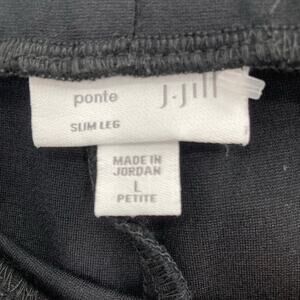 ponte J.Jill
SLIM LEG
MADE IN
JORDAN
L
PETITE